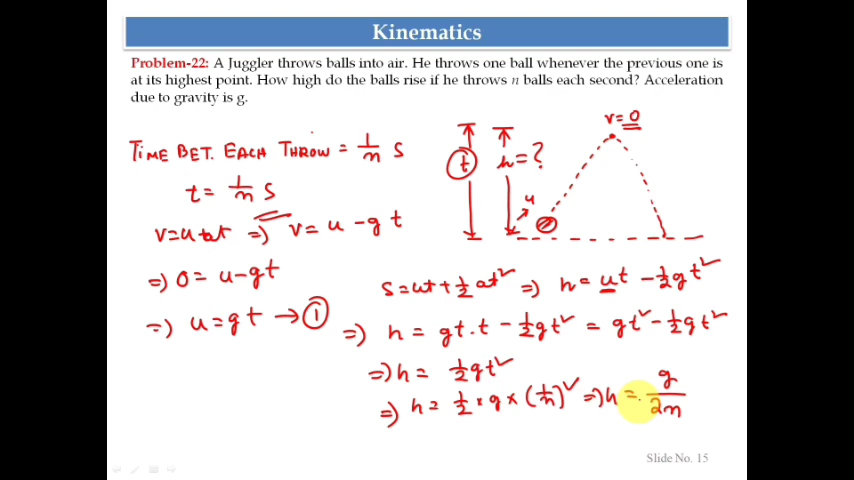 Kinematics
Problem-22: A Juggler throws balls into air. He throws one ball whenever the previous one is
at its highest point. How high do the balls rise if he throws n balls each second? Acceleration
due to gravity is g.
v=0
TIME BET. EACH THROW = 1/n S
t
h=?
t = 1/n S
u
v=u+at => v= u -gt
=) 0= u-gt
s=ut+½at² =) h = ut -½gt²
=) u=gt → ①
=) h = gt.t -½gt² = gt²-½gt²
=) h = ½gt²
=) h = ½ × g × (1/n)² =) h = g/2n
Slide No. 15